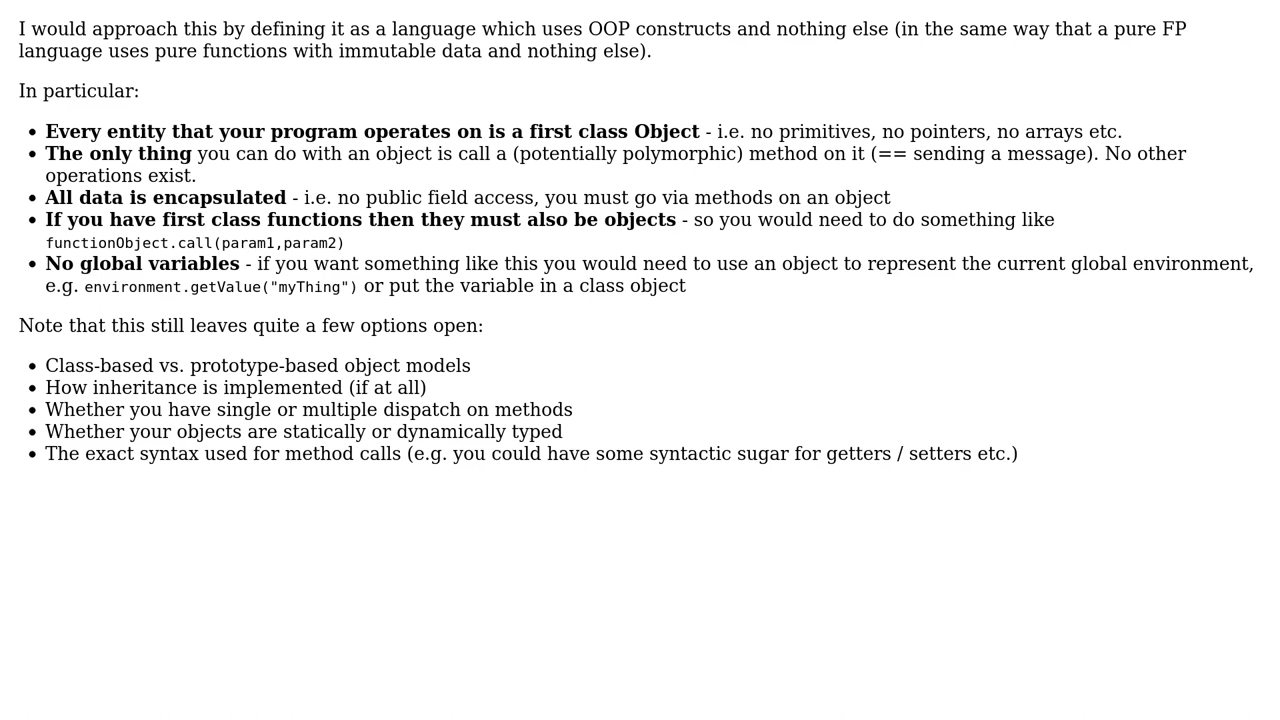 I would approach this by defining it as a language which uses OOP constructs and nothing else (in the same way that a pure FP
language uses pure functions with immutable data and nothing else).
In particular:
• Every entity that your program operates on is a first class Object - i.e. no primitives, no pointers, no arrays etc.
• The only thing you can do with an object is call a (potentially polymorphic) method on it (== sending a message). No other
operations exist.
• All data is encapsulated - i.e. no public field access, you must go via methods on an object
• If you have first class functions then they must also be objects - so you would need to do something like
functionObject.call(param1,param2)
• No global variables - if you want something like this you would need to use an object to represent the current global environment,
e.g. environment.getValue("myThing") or put the variable in a class object
Note that this still leaves quite a few options open:
• Class-based vs. prototype-based object models
• How inheritance is implemented (if at all)
• Whether you have single or multiple dispatch on methods
• Whether your objects are statically or dynamically typed
• The exact syntax used for method calls (e.g. you could have some syntactic sugar for getters / setters etc.)